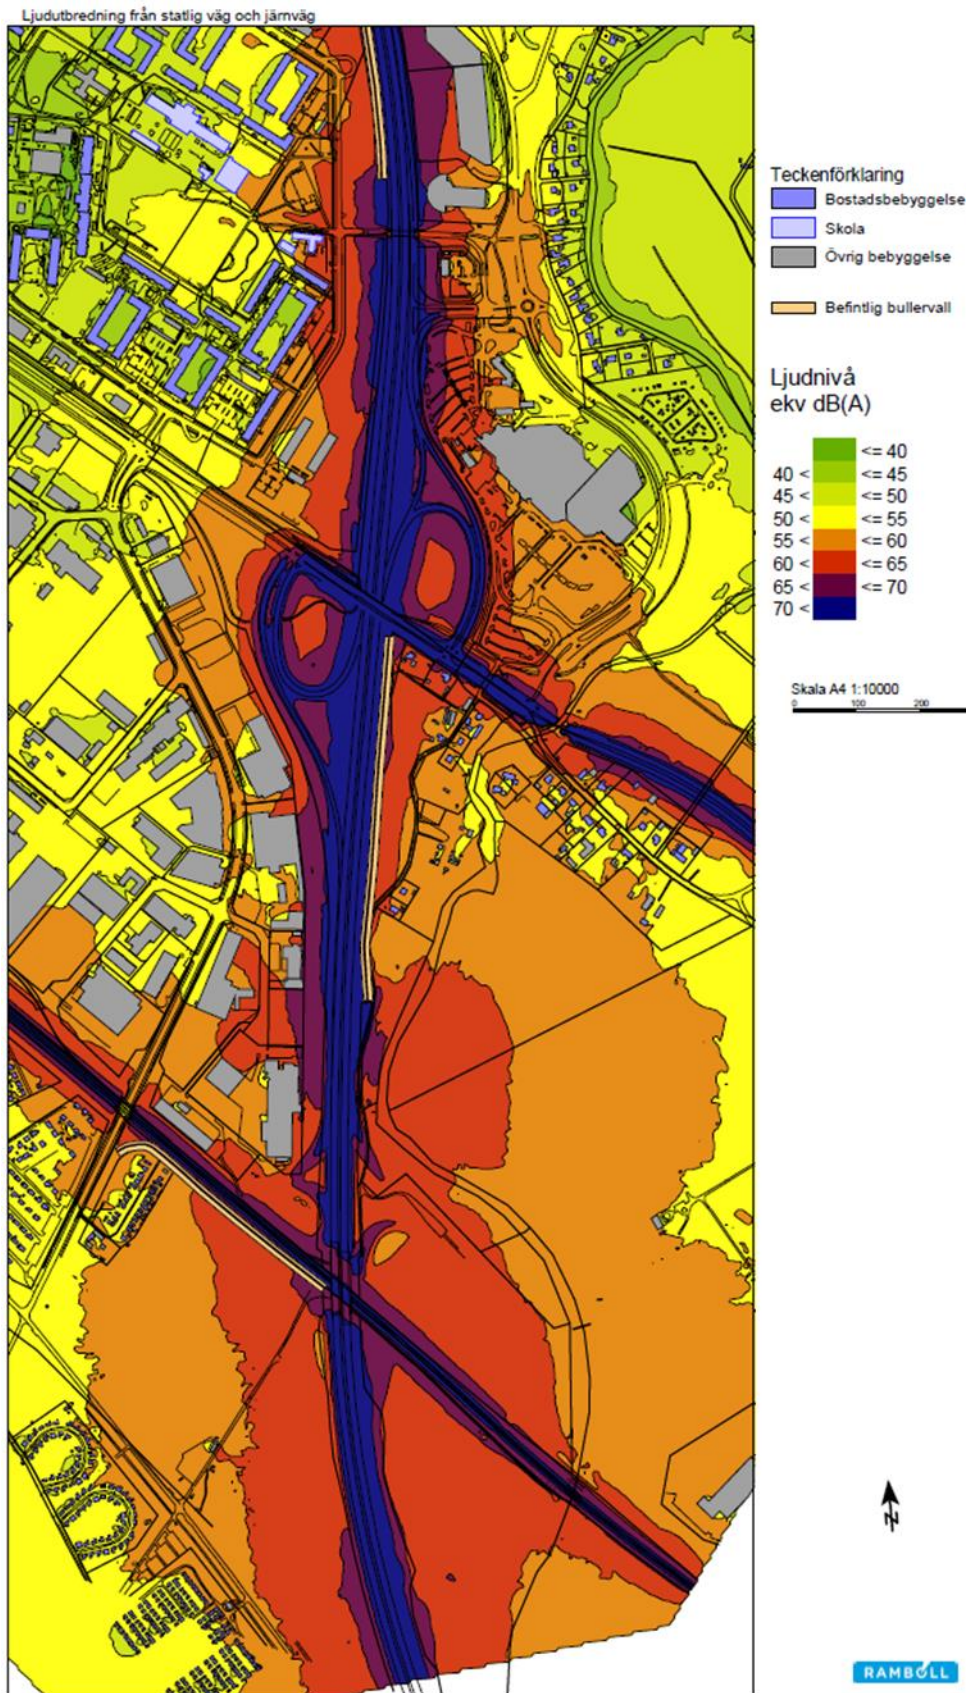 Ljudutbredning från statlig väg och järnväg
Teckenförklaring
Bostadsbebyggelse
Skola
Övrig bebyggelse
Befintlig bullervall
Ljudnivå
ekv dB(A)
<= 40
40 < <= 45
45 < <= 50
50 < <= 55
55 < <= 60
60 < <= 65
65 < <= 70
70 <
Skala A4 1:10000
0 100 200
N
RAMBOLL